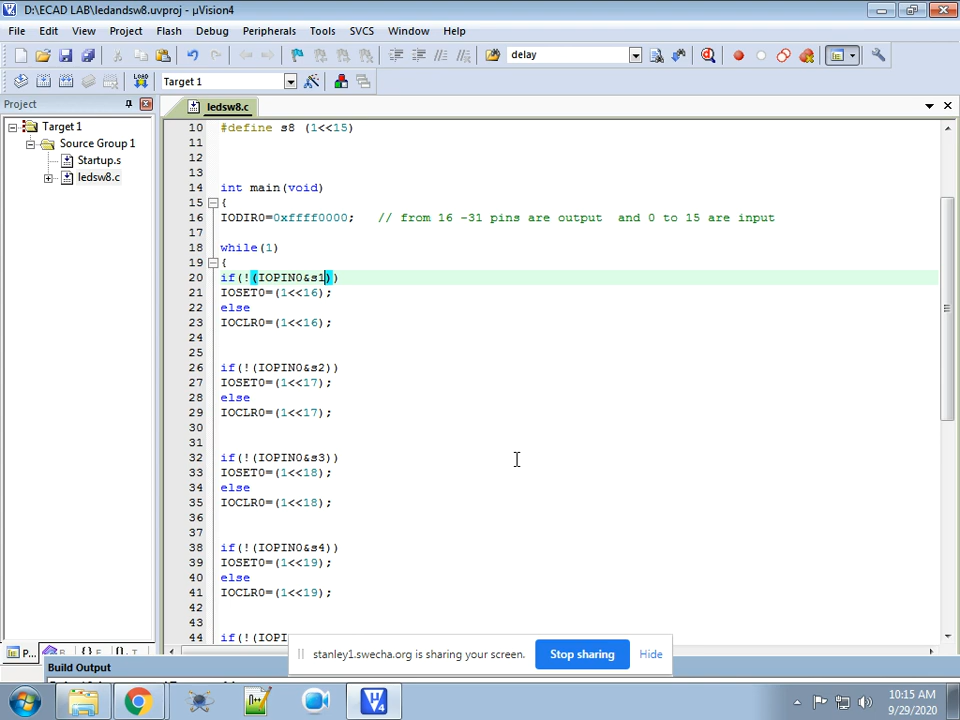 D:\ECAD LAB\ledandsw8.uvproj - µVision4
File Edit View Project Flash Debug Peripherals Tools SVCS Window Help
delay
LOAD Target 1
Project
ledsw8.c
Target 1
Source Group 1
Startup.s
ledsw8.c
10 #define s8 (1<<15)
11
12
13
14 int main(void)
15 {
16 IODIR0=0xffff0000; // from 16 -31 pins are output and 0 to 15 are input
17
18 while(1)
19 {
20 if(!(IOPIN0&s1))
21 IOSET0=(1<<16);
22 else
23 IOCLR0=(1<<16);
24
25
26 if(!(IOPIN0&s2))
27 IOSET0=(1<<17);
28 else
29 IOCLR0=(1<<17);
30
31
32 if(!(IOPIN0&s3))
33 IOSET0=(1<<18);
34 else
35 IOCLR0=(1<<18);
36
37
38 if(!(IOPIN0&s4))
39 IOSET0=(1<<19);
40 else
41 IOCLR0=(1<<19);
42
43
44 if(!(IOPI
P...
stanley1.swecha.org is sharing your screen. Stop sharing Hide
Build Output
10:15 AM
9/29/2020